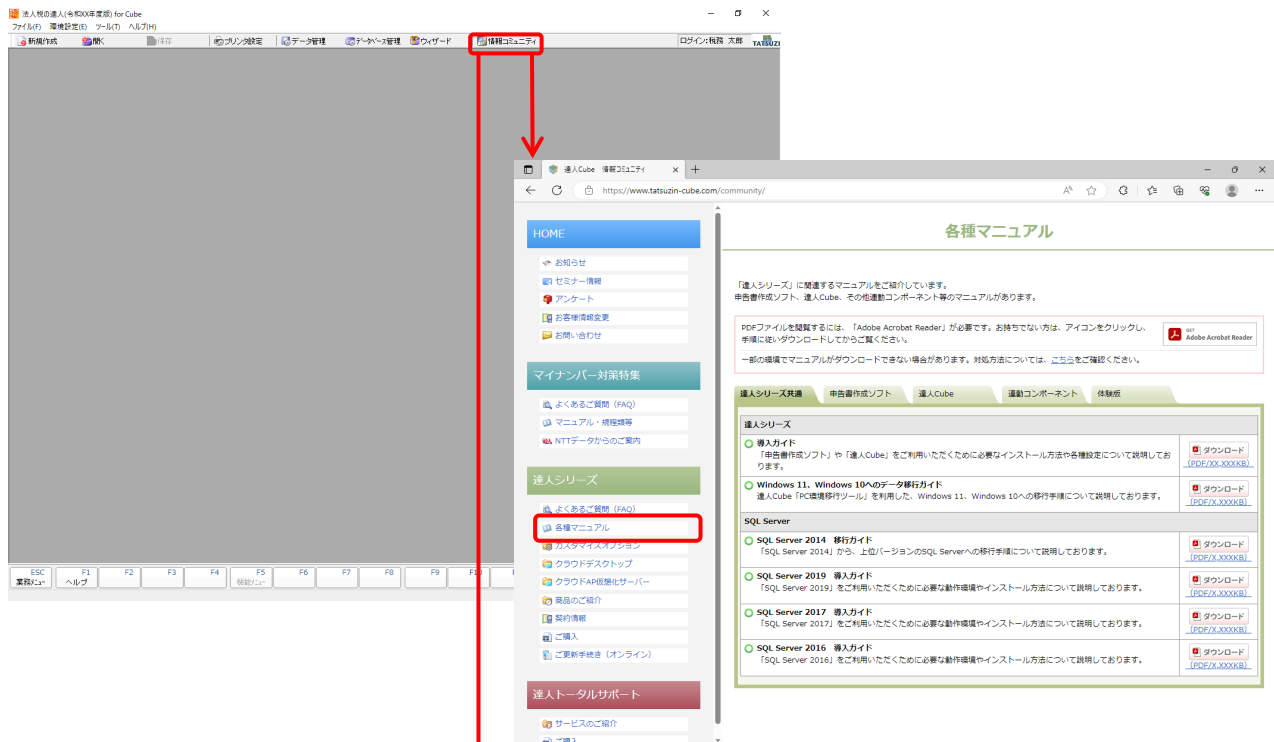 法人税の達人(令和XX年度版) for Cube
ファイル(F) 環境設定(E) ツール(T) ヘルプ(H)
新規作成 開く 保存 プリンタ設定 データ管理 データベース管理 ウィザード 情報コミュニティ ログイン:税務 太郎 TATSUZI
ESC F1 F2 F3 F4 F5 F6 F7 F8 F9 F10
業務メニュー ヘルプ 機能メニュー
達人Cube 情報コミュニティ
https://www.tatsuzin-cube.com/community/
HOME
お知らせ
セミナー情報
アンケート
お客様情報変更
お問い合わせ
マイナンバー対策特集
よくあるご質問（FAQ）
マニュアル・規程類等
NTTデータからのご案内
達人シリーズ
よくあるご質問（FAQ）
各種マニュアル
カスタマイズオプション
クラウドデスクトップ
クラウドAP仮想化サーバー
商品のご紹介
契約情報
ご購入
ご更新手続き（オンライン）
達人トータルサポート
サービスのご紹介
ご購入
各種マニュアル
「達人シリーズ」に関連するマニュアルをご紹介しています。
申告書作成ソフト、達人Cube、その他連動コンポーネント等のマニュアルがあります。
PDFファイルを閲覧するには、「Adobe Acrobat Reader」が必要です。お持ちでない方は、アイコンをクリックし、
手順に従いダウンロードしてからご覧ください。
GET
Adobe Acrobat Reader
一部の環境でマニュアルがダウンロードできない場合があります。対処方法については、こちらをご確認ください。
達人シリーズ共通 申告書作成ソフト 達人Cube 連動コンポーネント 体験版
達人シリーズ
導入ガイド
「申告書作成ソフト」や「達人Cube」をご利用いただくために必要なインストール方法や各種設定について説明してお
ります。
ダウンロード
(PDF/XX,XXXKB)
Windows 11、Windows 10へのデータ移行ガイド
達人Cube「PC環境移行ツール」を利用した、Windows 11、Windows 10への移行手順について説明しております。
ダウンロード
(PDF/X,XXXKB)
SQL Server
SQL Server 2014 移行ガイド
「SQL Server 2014」から、上位バージョンのSQL Serverへの移行手順について説明しております。
ダウンロード
(PDF/X,XXXKB)
SQL Server 2019 導入ガイド
「SQL Server 2019」をご利用いただくために必要な動作環境やインストール方法について説明しております。
ダウンロード
(PDF/X,XXXKB)
SQL Server 2017 導入ガイド
「SQL Server 2017」をご利用いただくために必要な動作環境やインストール方法について説明しております。
ダウンロード
(PDF/X,XXXKB)
SQL Server 2016 導入ガイド
「SQL Server 2016」をご利用いただくために必要な動作環境やインストール方法について説明しております。
ダウンロード
(PDF/X,XXXKB)